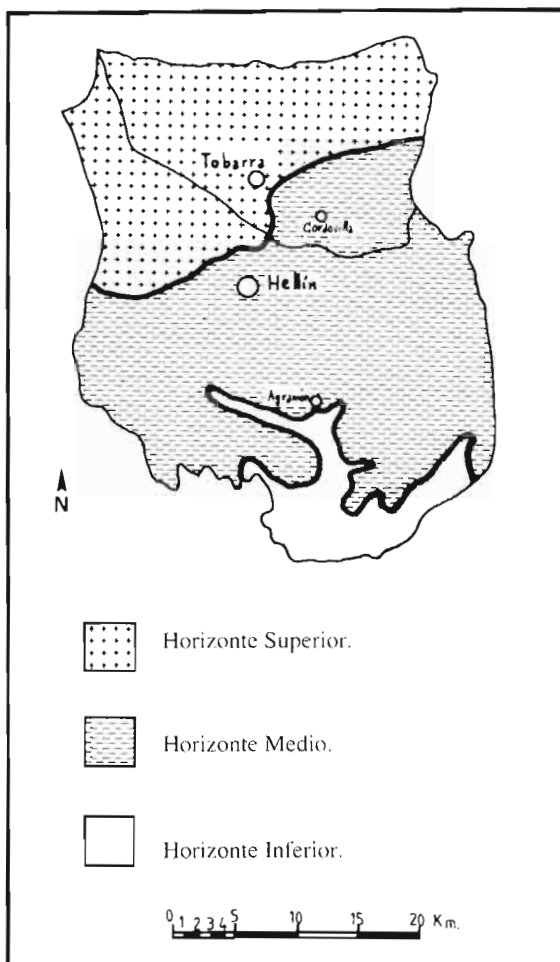 Tobarra
Cordovilla
Hellín
Agramón
N
Horizonte Superior.
Horizonte Medio.
Horizonte Inferior.
0 1 2 3 4 5 10 15 20 Km.